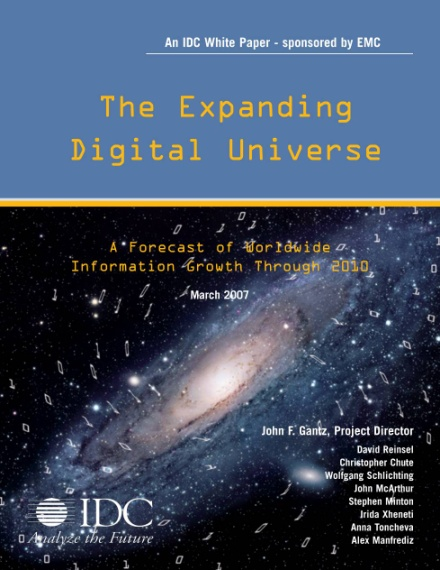 An IDC White Paper - sponsored by EMC
The Expanding
Digital Universe
A Forecast of Worldwide
Information Growth Through 2010
March 2007
John F. Gantz, Project Director
David Reinsel
Christopher Chute
Wolfgang Schlichting
John McArthur
Stephen Minton
Irida Xheneti
Anna Toncheva
Alex Manfrediz
IDC
Analyze the Future